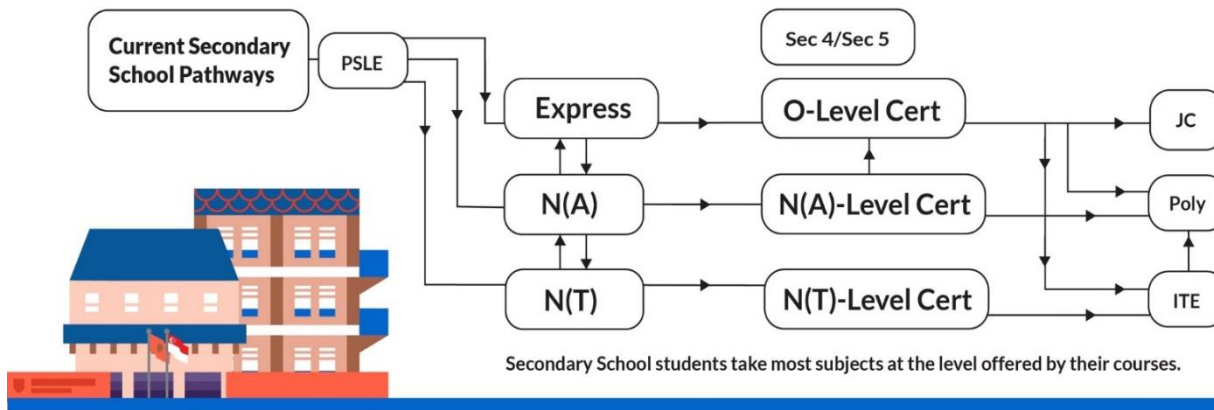 Current Secondary
School Pathways
PSLE
Sec 4/Sec 5
Express
O-Level Cert
JC
N(A)
N(A)-Level Cert
Poly
N(T)
N(T)-Level Cert
ITE
Secondary School students take most subjects at the level offered by their courses.